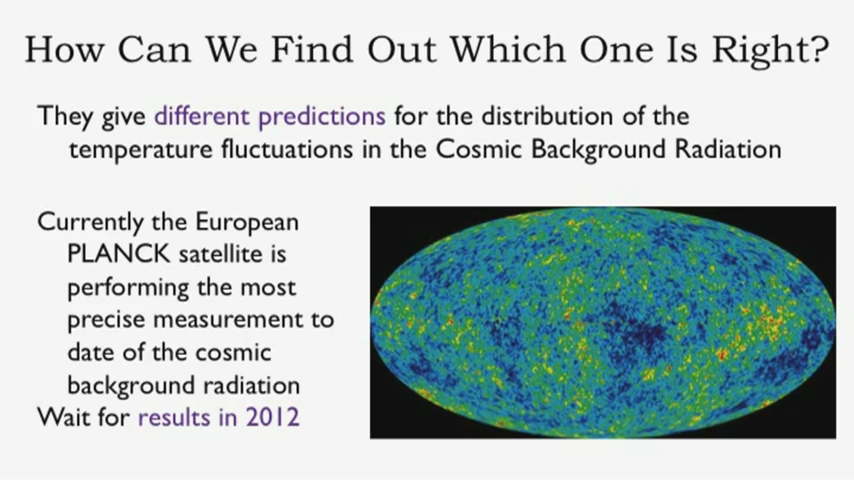 How Can We Find Out Which One Is Right?
They give different predictions for the distribution of the
temperature fluctuations in the Cosmic Background Radiation
Currently the European
PLANCK satellite is
performing the most
precise measurement to
date of the cosmic
background radiation
Wait for results in 2012